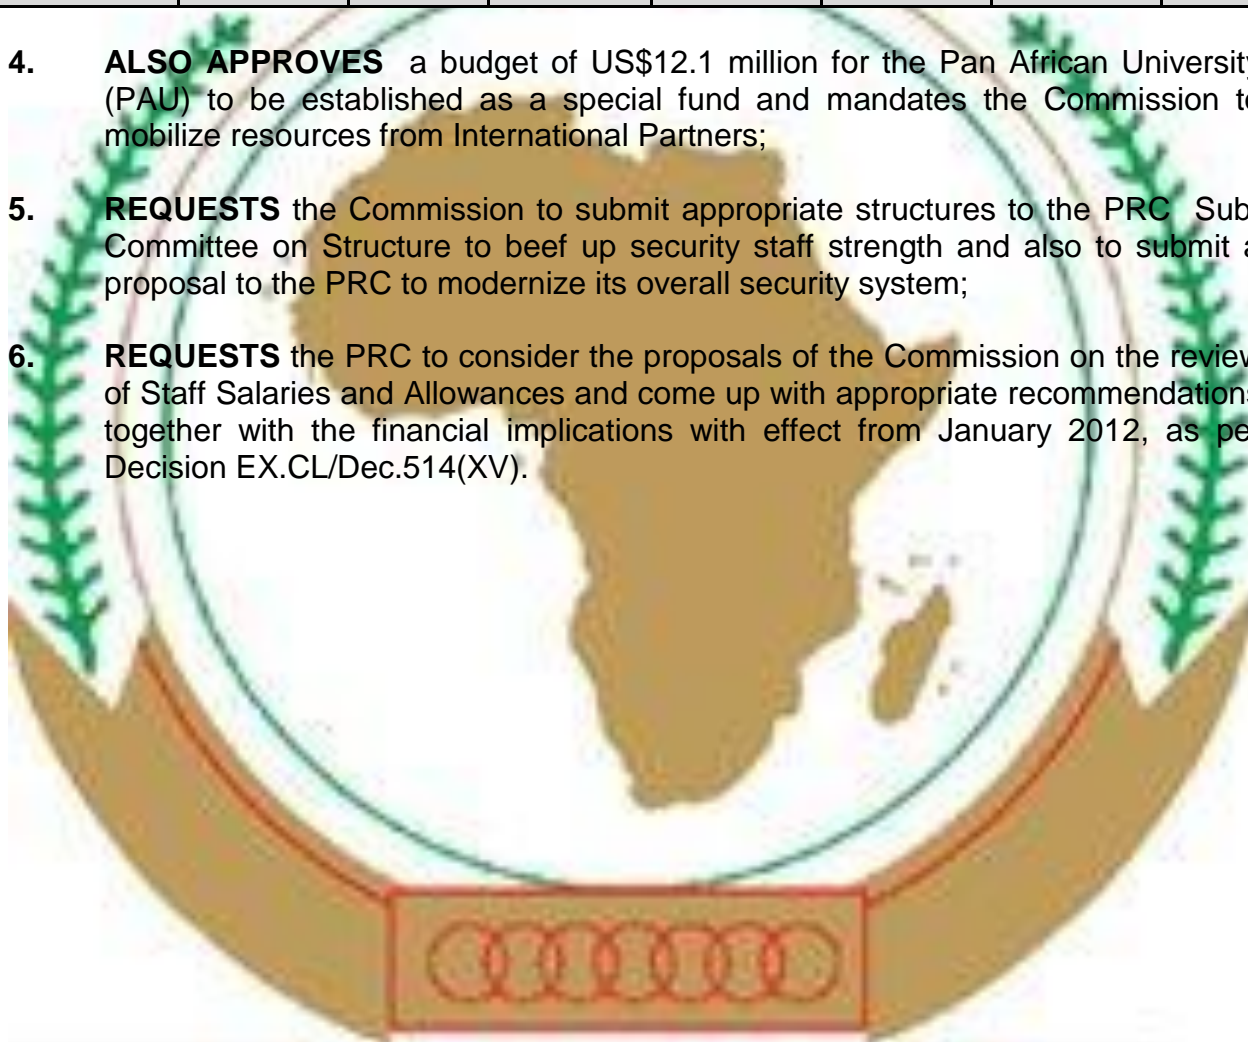 4. ALSO APPROVES a budget of US$12.1 million for the Pan African University
(PAU) to be established as a special fund and mandates the Commission to
mobilize resources from International Partners;
5. REQUESTS the Commission to submit appropriate structures to the PRC Sub
Committee on Structure to beef up security staff strength and also to submit a
proposal to the PRC to modernize its overall security system;
6. REQUESTS the PRC to consider the proposals of the Commission on the review
of Staff Salaries and Allowances and come up with appropriate recommendations
together with the financial implications with effect from January 2012, as per
Decision EX.CL/Dec.514(XV).